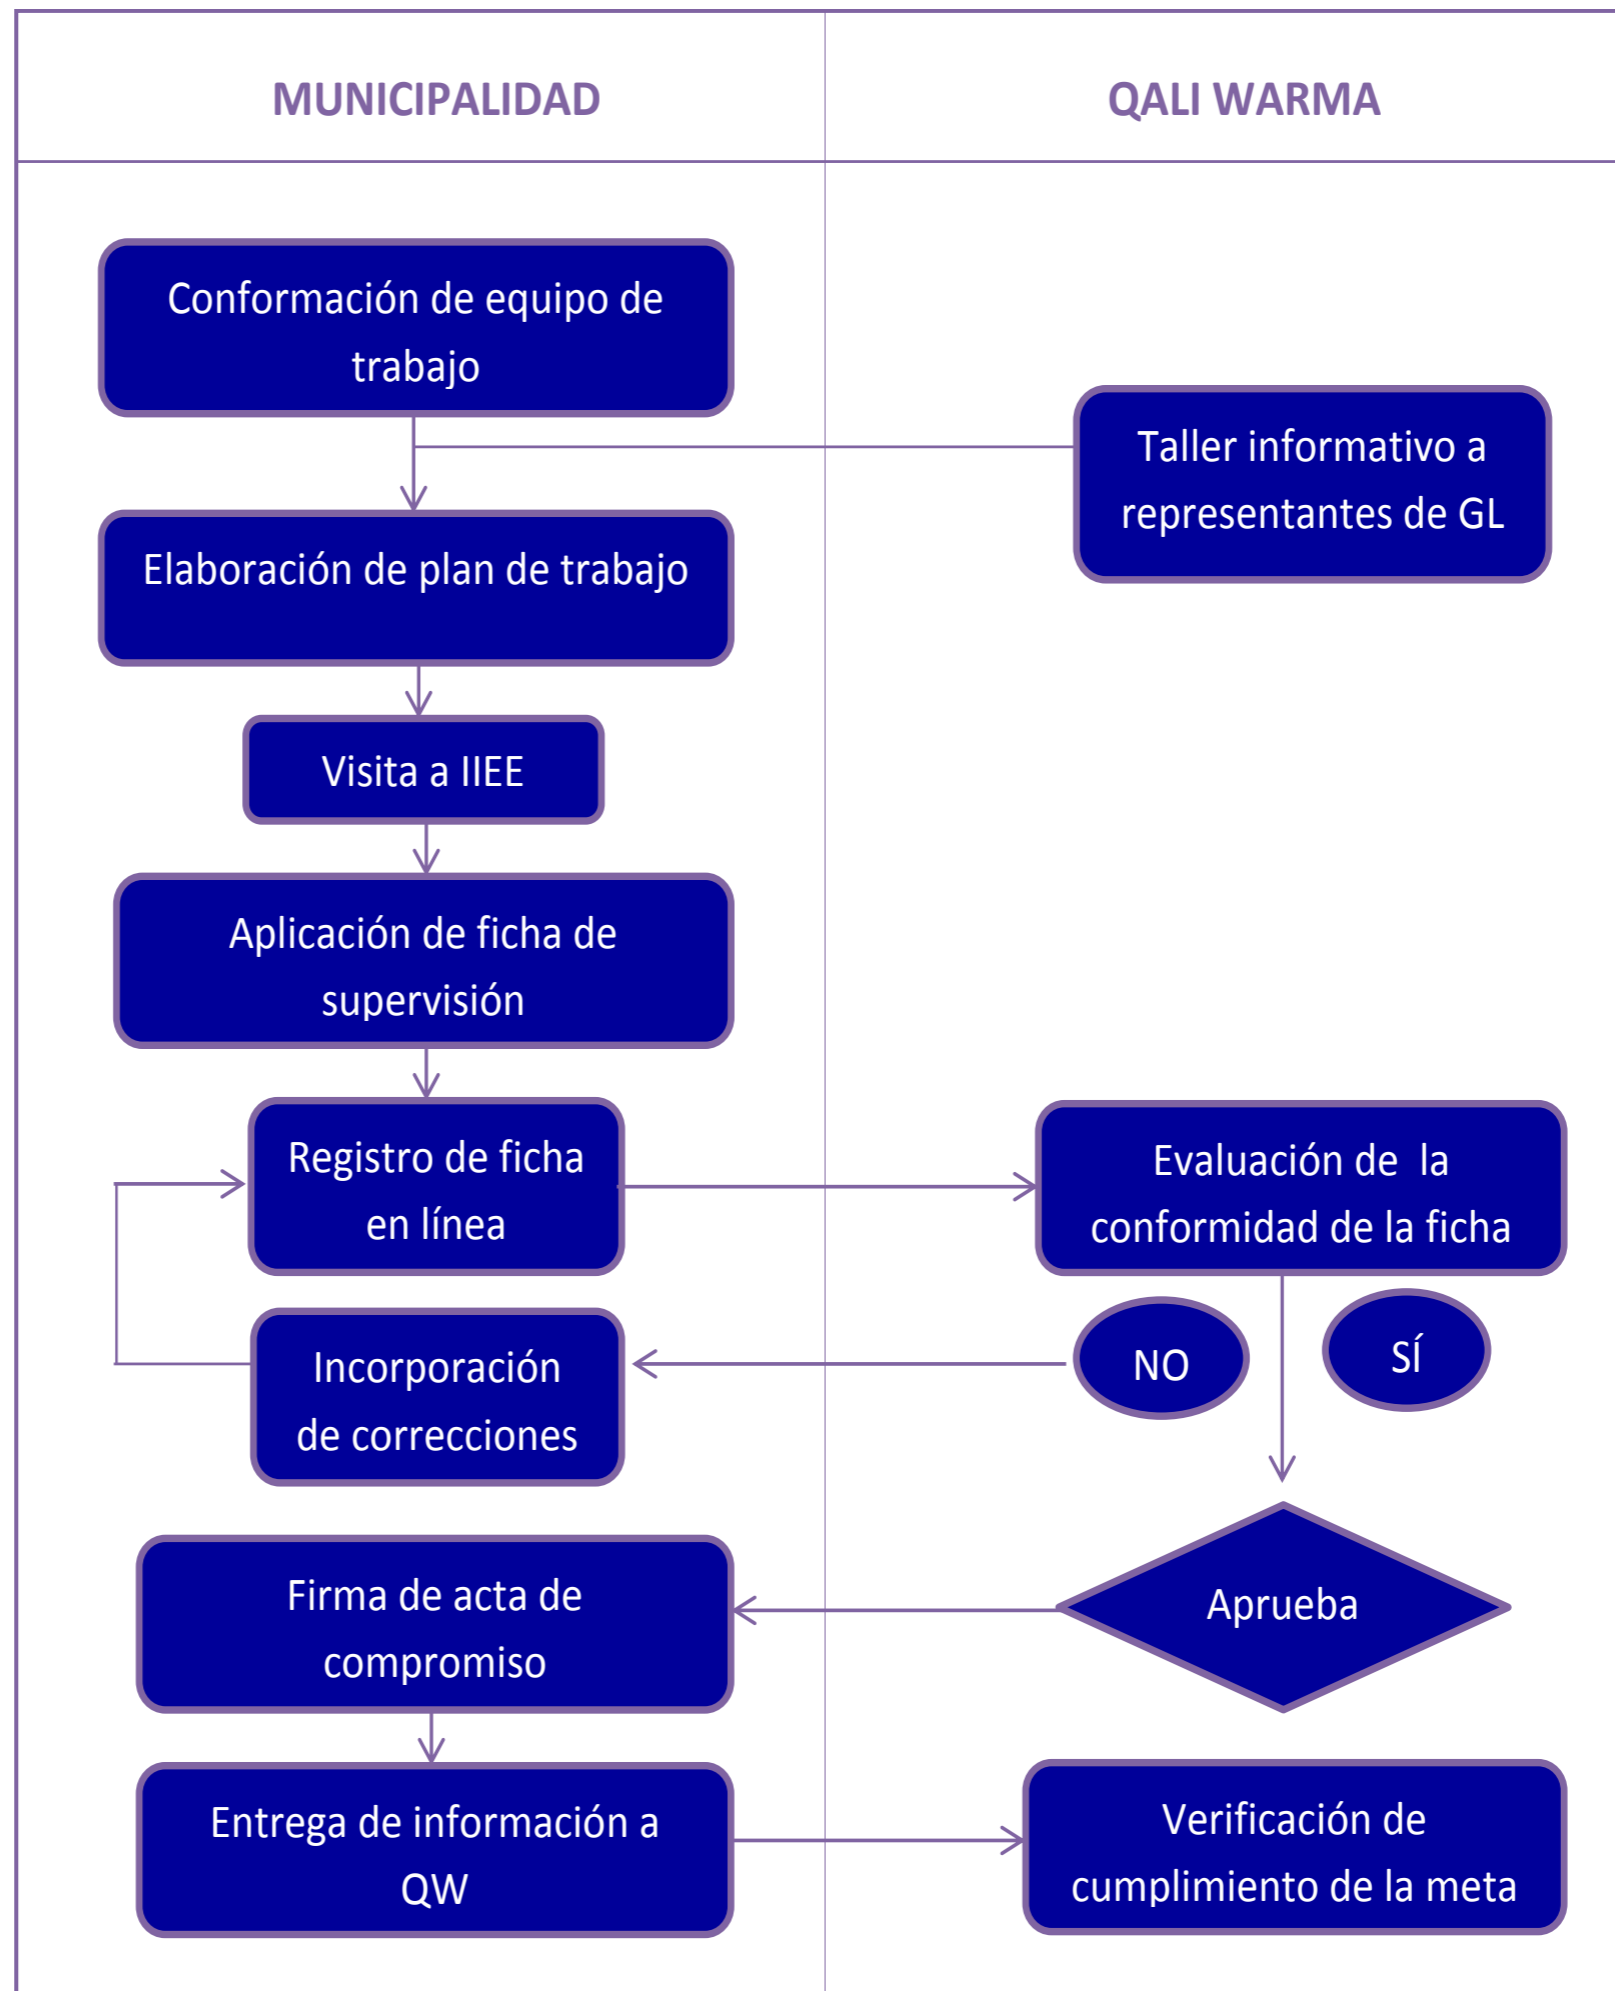 MUNICIPALIDAD
QALI WARMA
Conformación de equipo de
trabajo
Taller informativo a
representantes de GL
Elaboración de plan de trabajo
Visita a IIEE
Aplicación de ficha de
supervisión
Registro de ficha
en línea
Evaluación de  la
conformidad de la ficha
NO
SÍ
Incorporación
de correcciones
Aprueba
Firma de acta de
compromiso
Entrega de información a
QW
Verificación de
cumplimiento de la meta